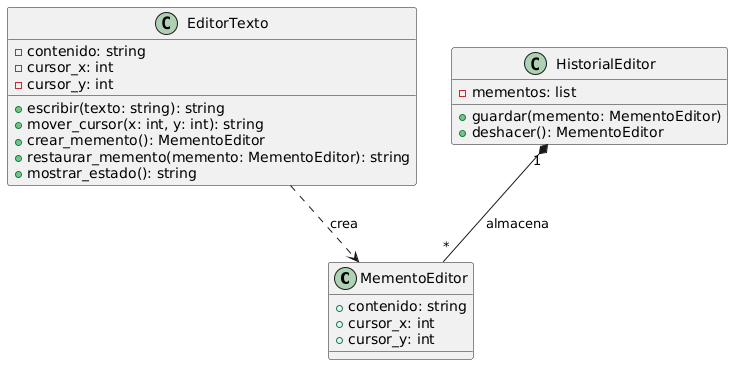 C EditorTexto
contenido: string
cursor_x: int
cursor_y: int
escribir(texto: string): string
mover_cursor(x: int, y: int): string
crear_memento(): MementoEditor
restaurar_memento(memento: MementoEditor): string
mostrar_estado(): string
C HistorialEditor
mementos: list
guardar(memento: MementoEditor)
deshacer(): MementoEditor
1
crea
almacena
*
C MementoEditor
contenido: string
cursor_x: int
cursor_y: int